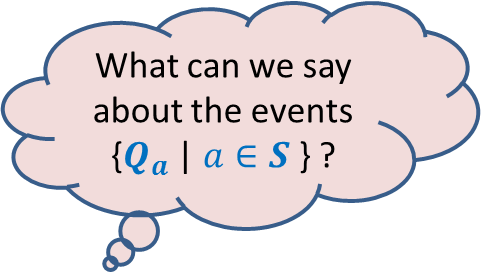 What can we say
about the events
{𝑸𝒂 | 𝑎 ∈ 𝑺 } ?